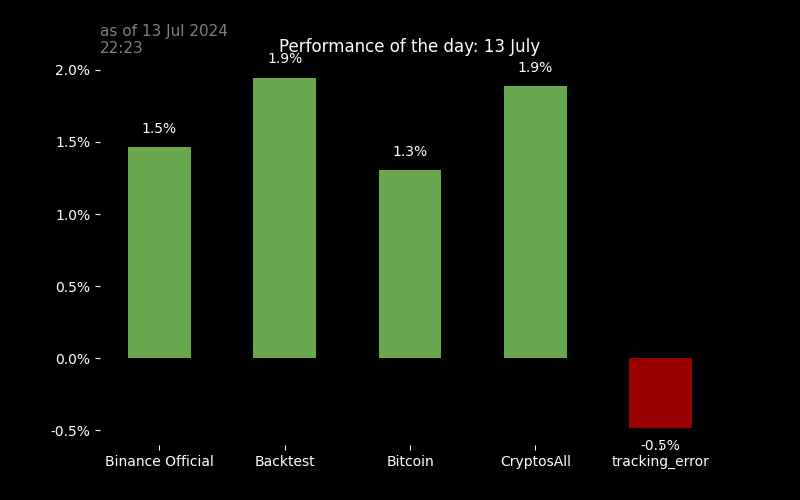 as of 13 Jul 2024
22:23
Performance of the day: 13 July
2.0%
1.5%
1.0%
0.5%
0.0%
-0.5%
1.5%
1.9%
1.3%
1.9%
-0.5%
Binance Official
Backtest
Bitcoin
CryptosAll
tracking_error